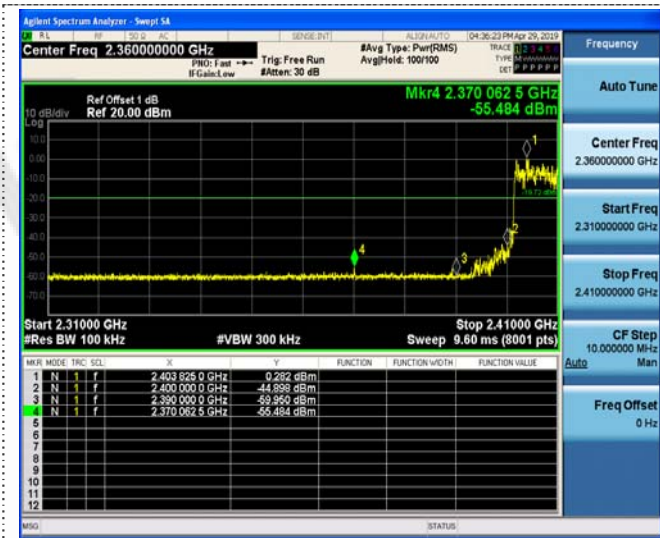 Agilent Spectrum Analyzer - Swept SA
RL RF 50 Ω AC SENSE:INT ALIGNAUTO 04:36:23 PM Apr 29, 2019
Center Freq 2.360000000 GHz
PNO: Fast Trig: Free Run #Avg Type: Pwr(RMS) TRACE 1 2 3 4 5 6
IFGain:Low #Atten: 30 dB Avg|Hold: 100/100 TYPE
DET P P P P P P
Frequency
Auto Tune
Center Freq
2.360000000 GHz
Start Freq
2.310000000 GHz
Stop Freq
2.410000000 GHz
CF Step
10.000000 MHz
Auto Man
Freq Offset
0 Hz
Mkr4 2.370 062 5 GHz
-55.484 dBm
Ref Offset 1 dB
10 dB/div Ref 20.00 dBm
Log
10.0
0.00
-10.0
-20.0
-30.0
-40.0
-50.0
-60.0
-70.0
1
2
3
4
-19.72 dBm
Start 2.31000 GHz Stop 2.41000 GHz
#Res BW 100 kHz #VBW 300 kHz Sweep 9.60 ms (8001 pts)
MKR MODE TRC SCL X Y FUNCTION FUNCTION WIDTH FUNCTION VALUE
1 N 1 f 2.403 825 0 GHz 0.282 dBm
2 N 1 f 2.400 000 0 GHz -44.898 dBm
3 N 1 f 2.390 000 0 GHz -59.950 dBm
4 N 1 f 2.370 062 5 GHz -55.484 dBm
5
6
7
8
9
10
11
12
MSG STATUS